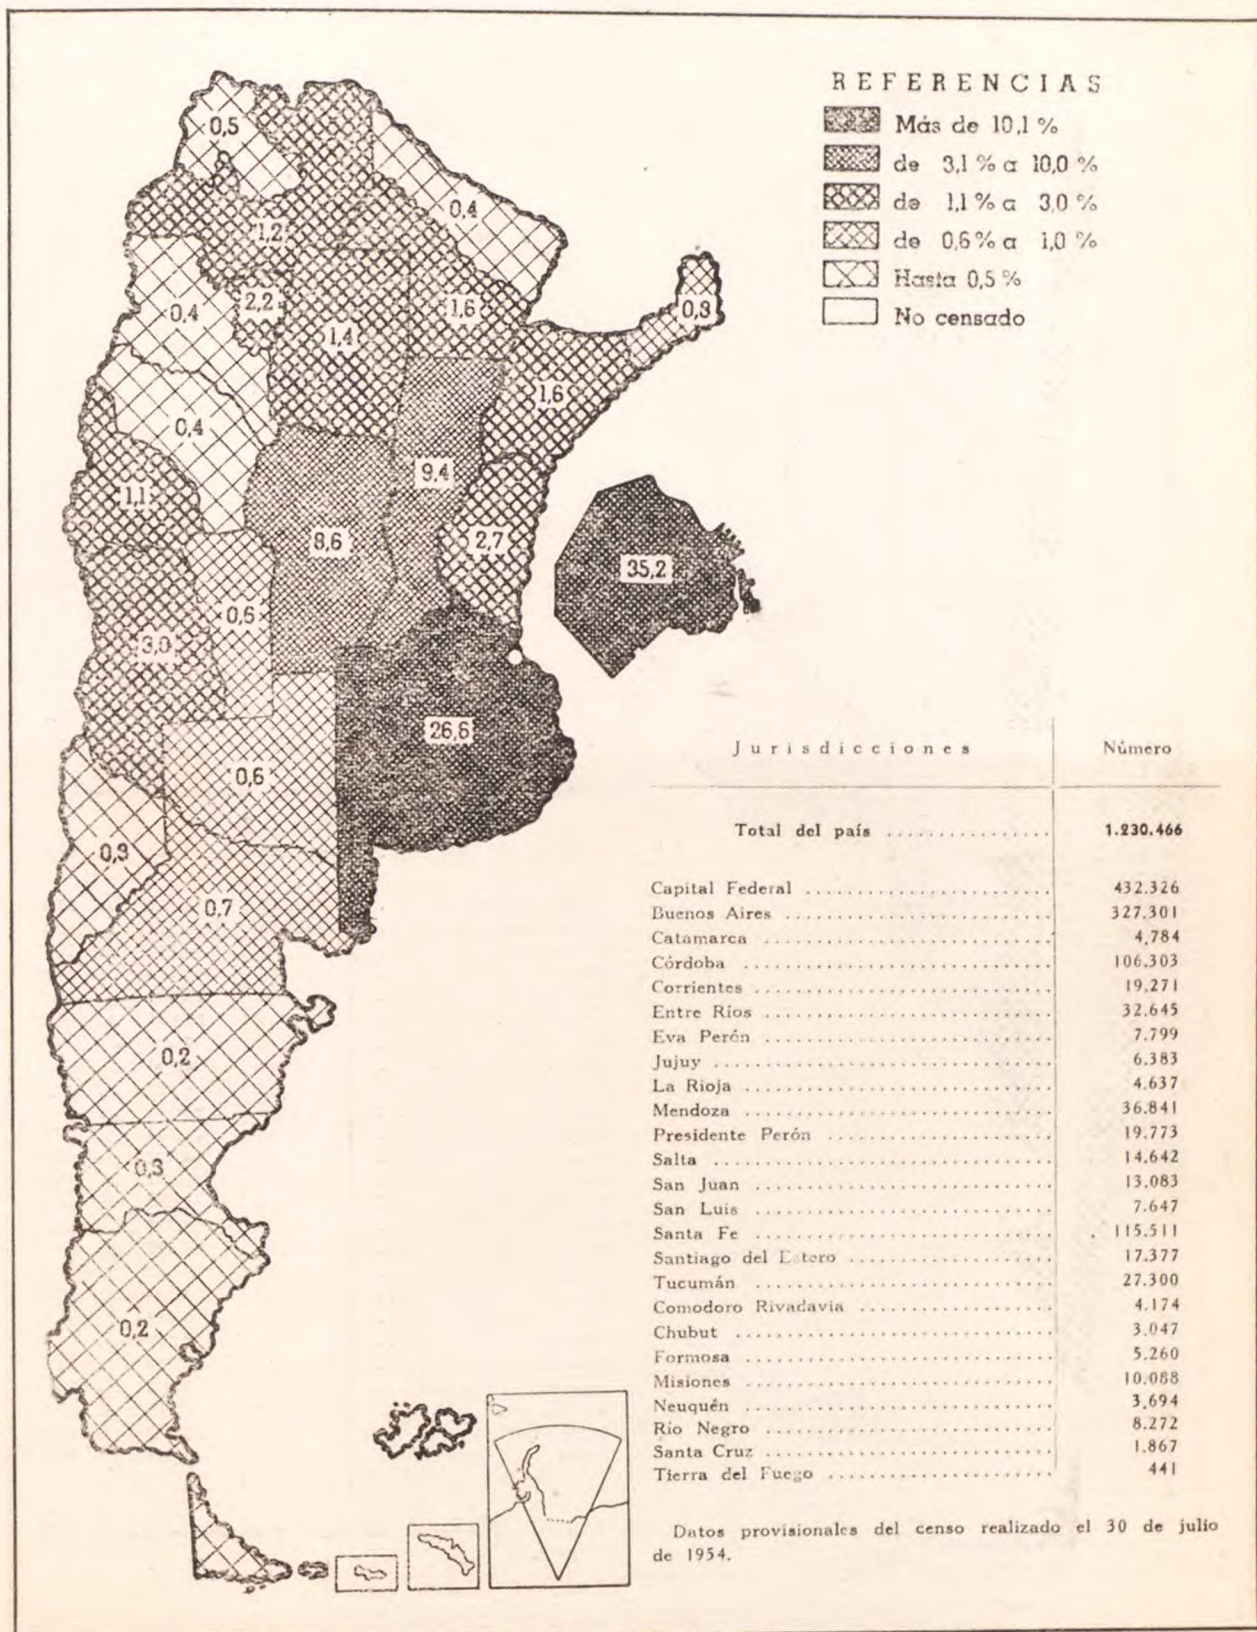 REFERENCIAS
Más de 10,1 %
de 3,1 % a 10,0 %
de 1,1 % a 3,0 %
de 0,6 % a 1,0 %
Hasta 0,5 %
No censado
0,5
0,4
1,2
0,4
2,2
1,6
0,8
1,4
1,6
0,4
9,4
1,1
8,6
2,7
35,2
0,6
3,0
26,6
0,6
0,3
0,7
0,2
0,3
0,2
Jurisdicciones Número
Total del país ................ 1.230.466
Capital Federal ........................ 432.326
Buenos Aires .......................... 327.301
Catamarca ............................ 4.784
Córdoba .............................. 106.303
Corrientes .............................. 19.271
Entre Ríos ............................. 32.645
Eva Perón ............................ 7.799
Jujuy ................................. 6.383
La Rioja .............................. 4.637
Mendoza .............................. 36.841
Presidente Perón ...................... 19.773
Salta ................................. 14.642
San Juan ............................. 13.083
San Luis ............................. 7.647
Santa Fe ............................. 115.511
Santiago del Estero .................... 17.377
Tucumán ............................. 27.300
Comodoro Rivadavia ................... 4.174
Chubut ............................... 3.047
Formosa .............................. 5.260
Misiones .............................. 10.088
Neuquén .............................. 3.694
Río Negro ............................ 8.272
Santa Cruz ............................ 1.867
Tierra del Fuego ...................... 441
Datos provisionales del censo realizado el 30 de julio
de 1954.